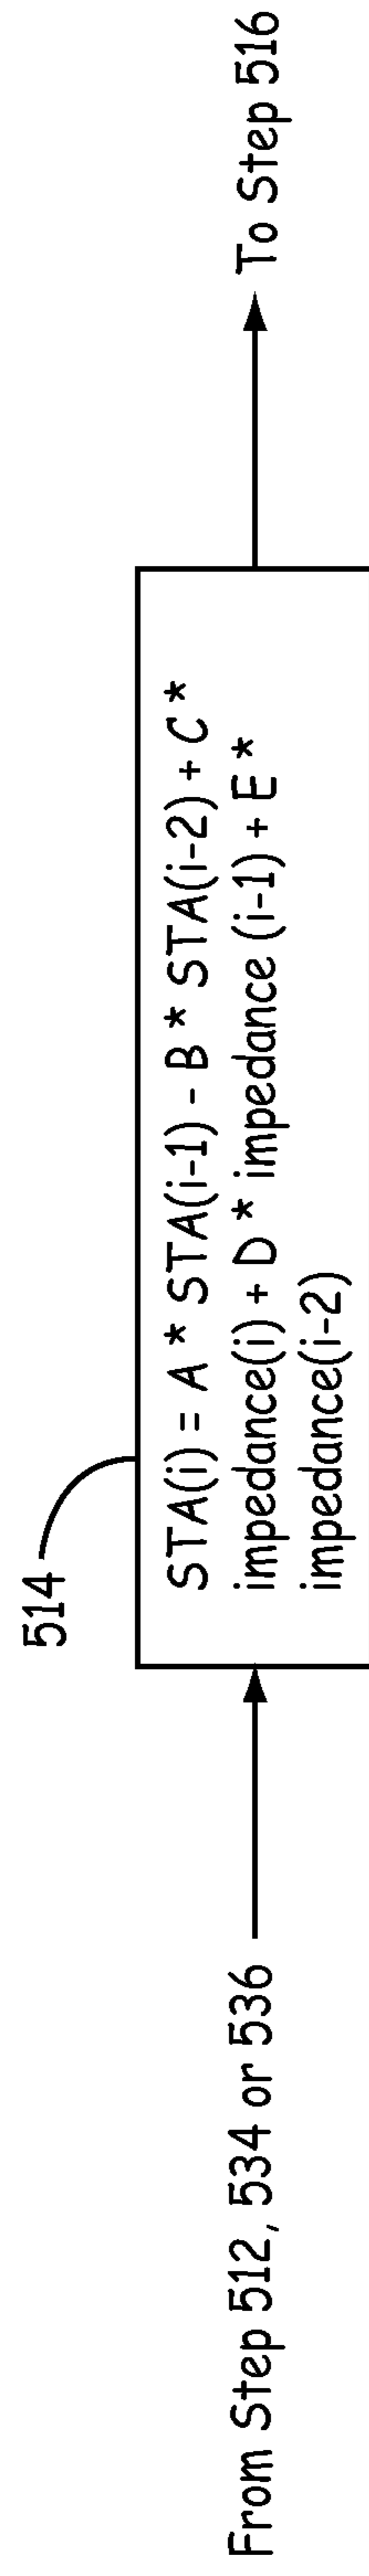 514
From Step 512, 534 or 536
STA(i) = A * STA(i-1) - B * STA(i-2) + C *
impedance(i) + D * impedance (i-1) + E *
impedance(i-2)
To Step 516